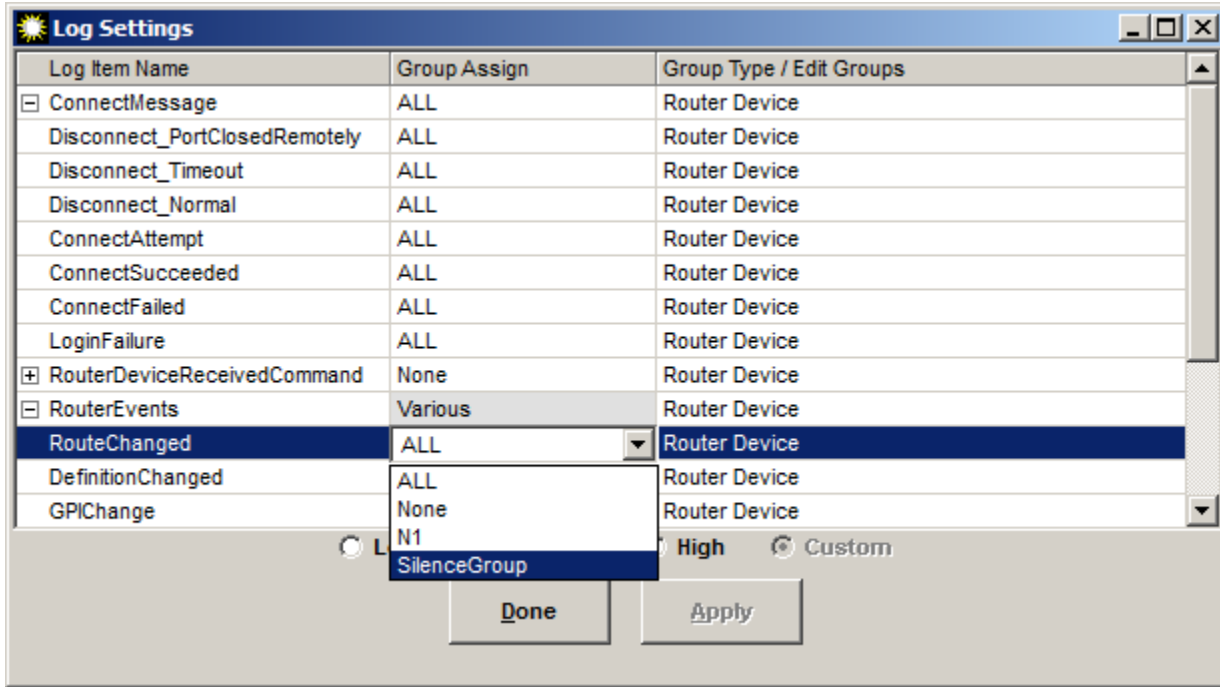 Log Settings
Log Item Name Group Assign Group Type / Edit Groups
ConnectMessage ALL Router Device
Disconnect_PortClosedRemotely ALL Router Device
Disconnect_Timeout ALL Router Device
Disconnect_Normal ALL Router Device
ConnectAttempt ALL Router Device
ConnectSucceeded ALL Router Device
ConnectFailed ALL Router Device
LoginFailure ALL Router Device
RouterDeviceReceivedCommand None Router Device
RouterEvents Various Router Device
RouteChanged ALL Router Device
DefinitionChanged ALL Router Device
GPIChange None Router Device
N1
High Custom
SilenceGroup
Done Apply